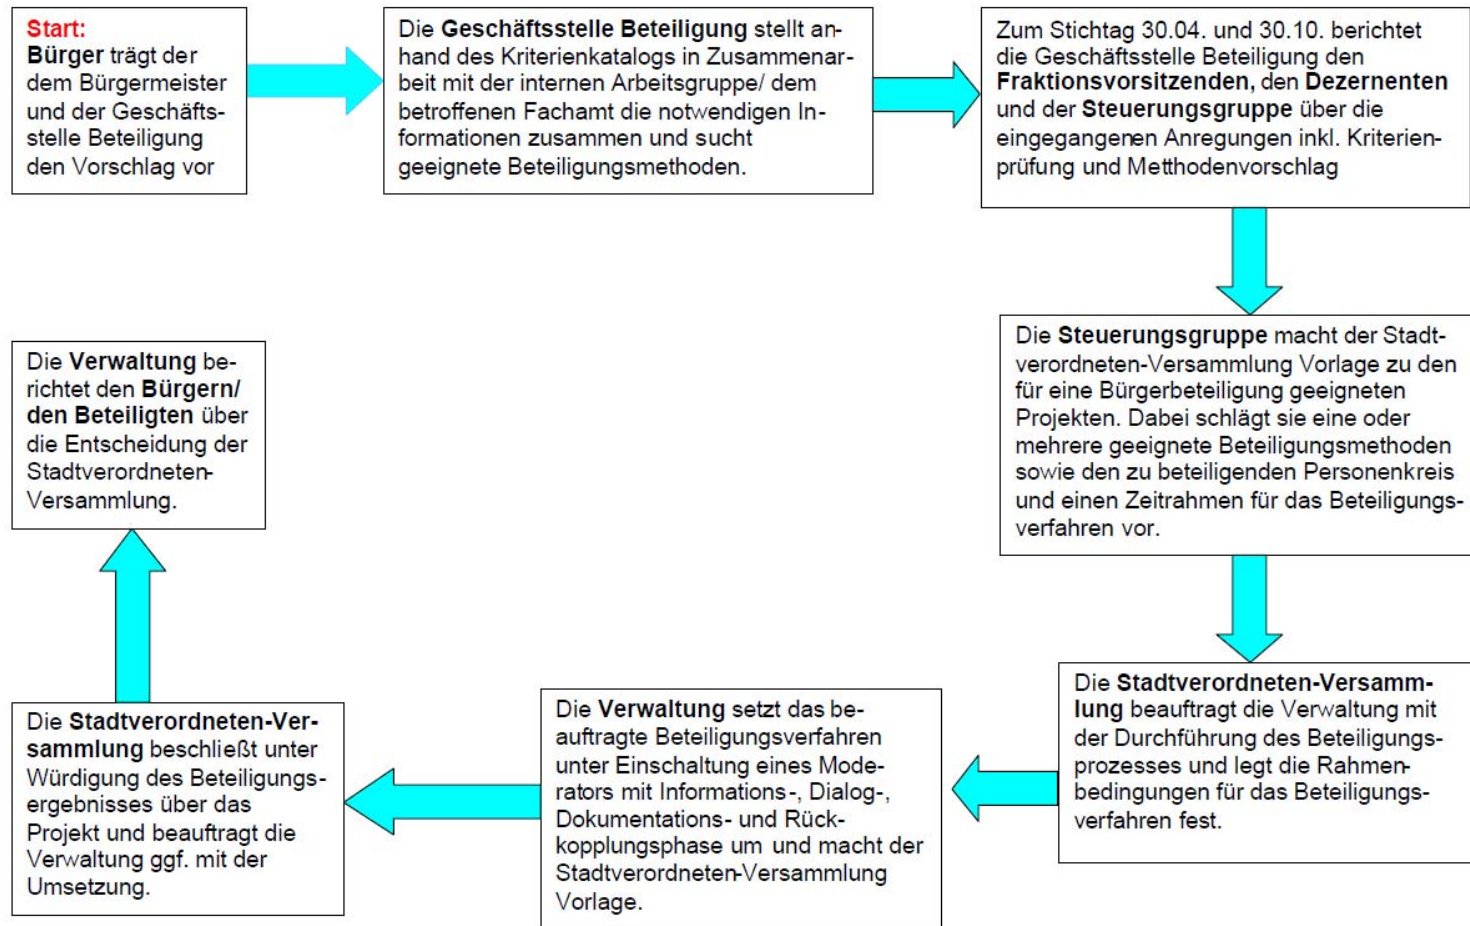 Start:
Bürger trägt der
dem Bürgermeister
und der Geschäfts-
stelle Beteiligung
den Vorschlag vor
Die Geschäftsstelle Beteiligung stellt an-
hand des Kriterienkatalogs in Zusammenar-
beit mit der internen Arbeitsgruppe/ dem
betroffenen Fachamt die notwendigen In-
formationen zusammen und sucht
geeignete Beteiligungsmethoden.
Zum Stichtag 30.04. und 30.10. berichtet
die Geschäftsstelle Beteiligung den
Fraktionsvorsitzenden, den Dezernenten
und der Steuerungsgruppe über die
eingegangenen Anregungen inkl. Kriterien-
prüfung und Metthodenvorschlag
Die Steuerungsgruppe macht der Stadt-
verordneten-Versammlung Vorlage zu den
für eine Bürgerbeteiligung geeigneten
Projekten. Dabei schlägt sie eine oder
mehrere geeignete Beteiligungsmethoden
sowie den zu beteiligenden Personenkreis
und einen Zeitrahmen für das Beteiligungs-
verfahren vor.
Die Stadtverordneten-Versamm-
lung beauftragt die Verwaltung mit
der Durchführung des Beteiligungs-
prozesses und legt die Rahmen-
bedingungen für das Beteiligungs-
verfahren fest.
Die Verwaltung setzt das be-
auftragte Beteiligungsverfahren
unter Einschaltung eines Mode-
rators mit Informations-, Dialog-,
Dokumentations- und Rück-
kopplungsphase um und macht der
Stadtverordneten-Versammlung
Vorlage.
Die Stadtverordneten-Ver-
sammlung beschließt unter
Würdigung des Beteiligungs-
ergebnisses über das
Projekt und beauftragt die
Verwaltung ggf. mit der
Umsetzung.
Die Verwaltung be-
richtet den Bürgern/
den Beteiligten über
die Entscheidung der
Stadtverordneten-
Versammlung.